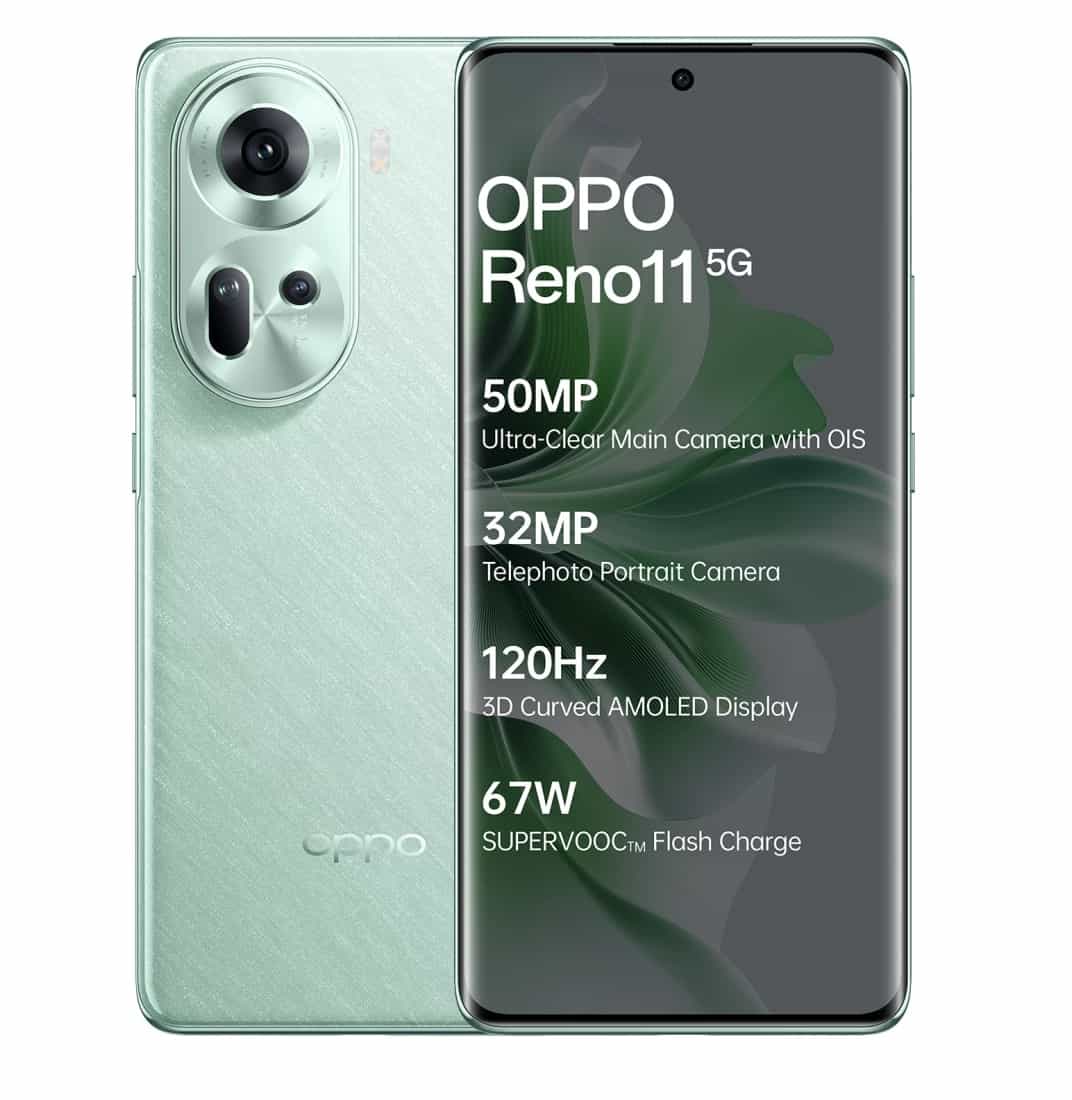 OPPO
Reno11 5G
50MP
Ultra-Clear Main Camera with OIS
32MP
Telephoto Portrait Camera
120Hz
3D Curved AMOLED Display
67W
SUPERVOOC™ Flash Charge
oppo